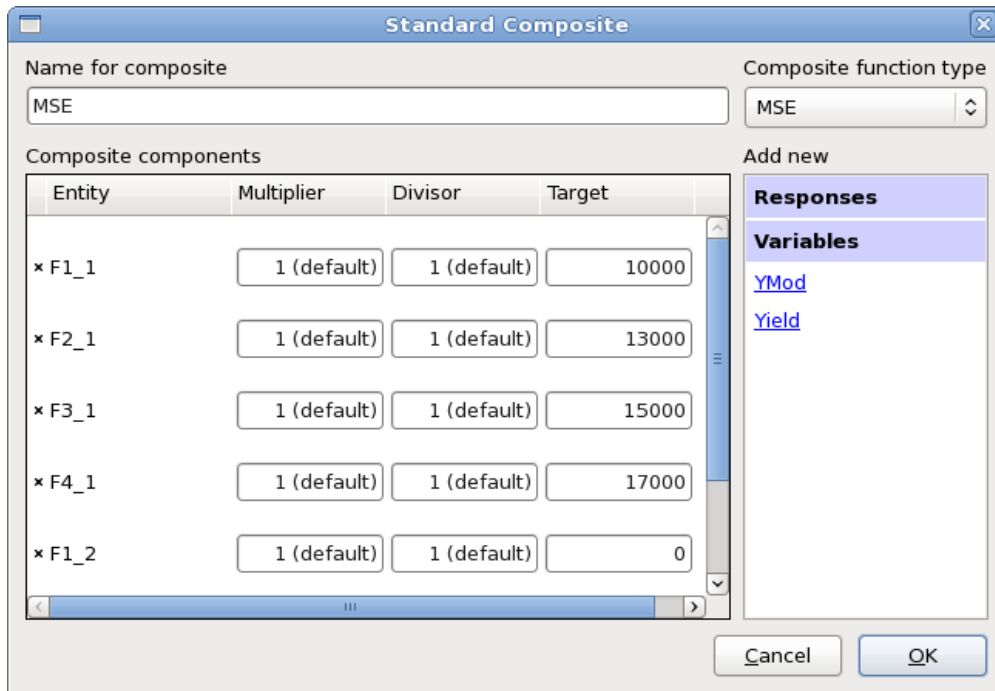 Standard Composite
Name for composite
Composite function type
MSE
MSE
Composite components
Add new
Entity Multiplier Divisor Target
Responses
Variables
× F1_1 1 (default) 1 (default) 10000
YMod
Yield
× F2_1 1 (default) 1 (default) 13000
× F3_1 1 (default) 1 (default) 15000
× F4_1 1 (default) 1 (default) 17000
× F1_2 1 (default) 1 (default) 0
Cancel
OK